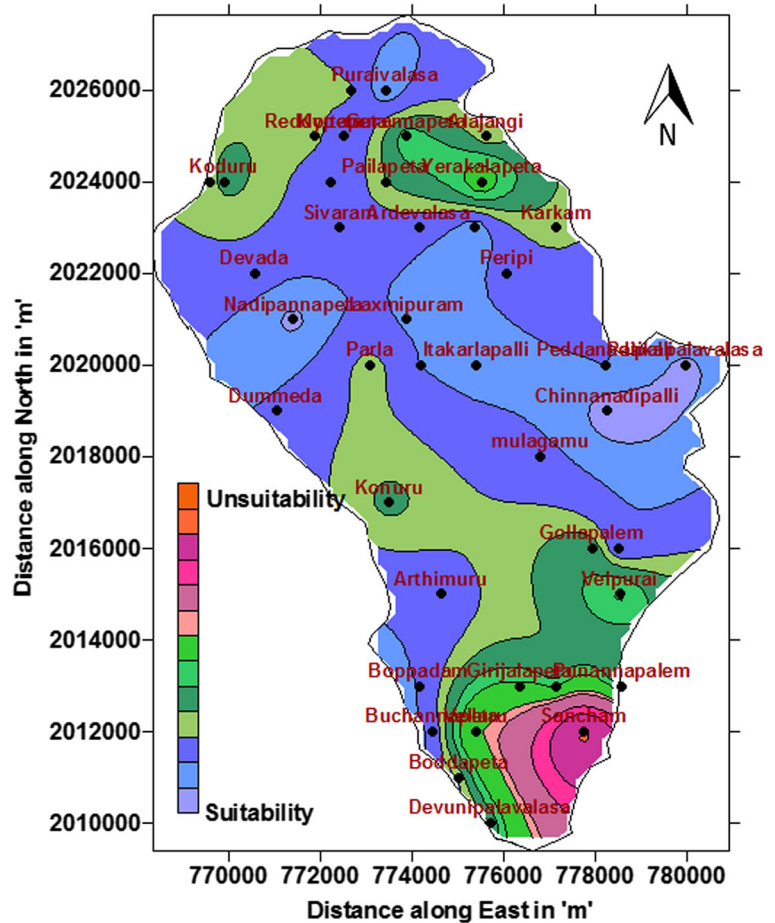 2026000
Puraivalasa
Alajangi
N
2024000
Koduru
Pailapeta
Yerakalapeta
Sivaram
Ardevalasa
Karkam
2022000
Devada
Peripi
Nadipannapeta
Laxmipuram
2020000
Parla
Itakarlapalli
Dummeda
Chinnanadipalli
2018000
mulagamu
Konuru
Unsuitability
2016000
Gollapalem
Arthimuru
Velpurai
2014000
Boppadam
Girijalapeta
Punannapalem
2012000
Sancham
Boddapeta
Suitability
2010000
Devunipalavalasa
770000 772000 774000 776000 778000 780000
Distance along East in 'm'
Distance along North in 'm'